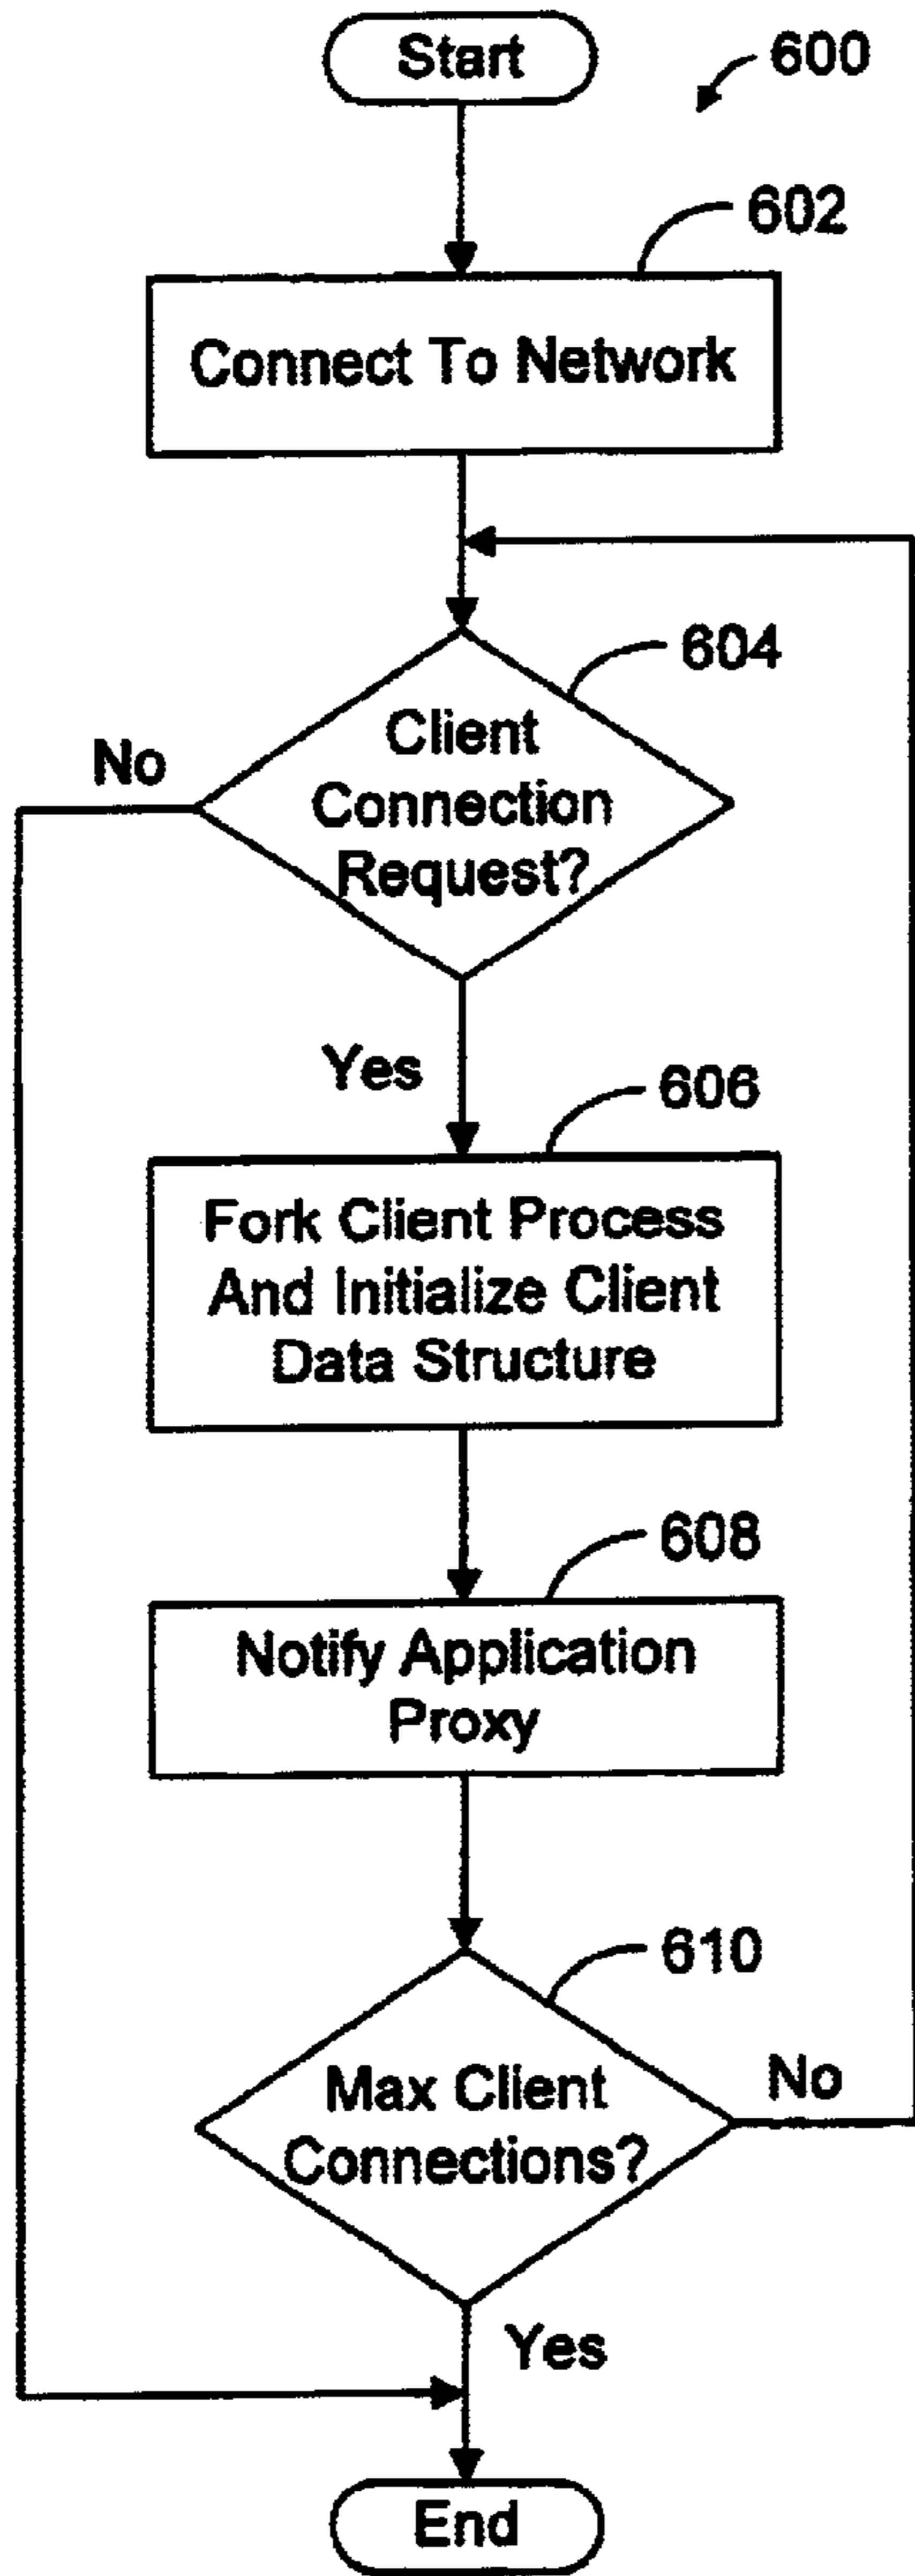 Start
600
602
Connect To Network
604
Client
Connection
Request?
No
Yes
606
Fork Client Process
And Initialize Client
Data Structure
608
Notify Application
Proxy
610
Max Client
Connections?
No
Yes
End